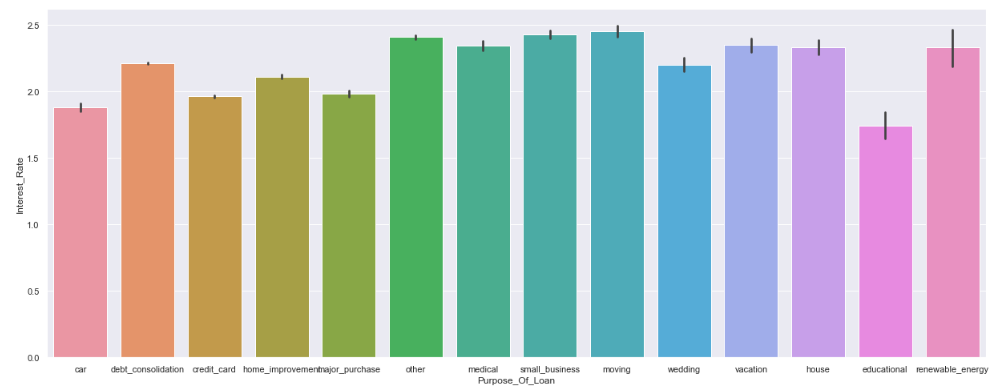 2.5
2.0
1.5
1.0
0.5
0.0
Interest_Rate
car debt_consolidation credit_card home_improvement major_purchase other medical small_business moving wedding vacation house educational renewable_energy
Purpose_Of_Loan